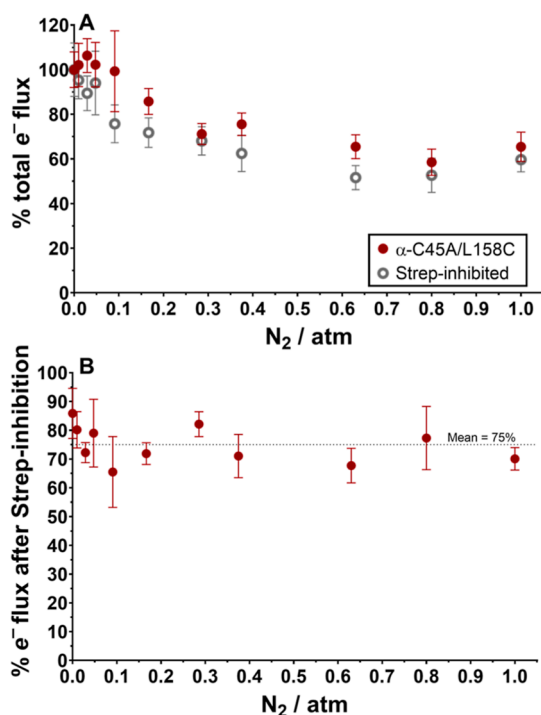 A
% total e⁻ flux
120
100
80
60
40
20
0
α-C45A/L158C
Strep-inhibited
0.0 0.1 0.2 0.3 0.4 0.5 0.6 0.7 0.8 0.9 1.0
N₂ / atm
B
% e⁻ flux after Strep-inhibition
100
90
80
70
60
50
40
30
20
10
0
Mean = 75%
0.0 0.1 0.2 0.3 0.4 0.5 0.6 0.7 0.8 0.9 1.0
N₂ / atm